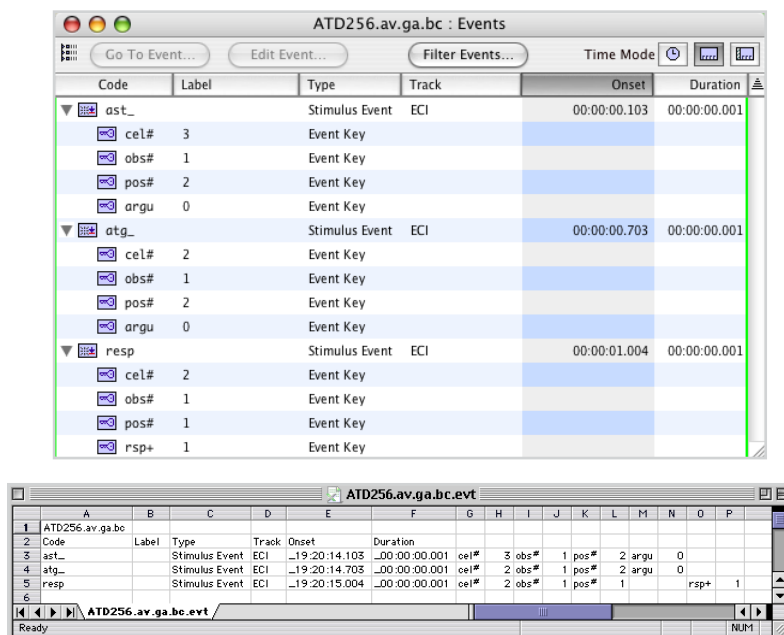 ATD256.av.ga.bc : Events
Go To Event... Edit Event... Filter Events... Time Mode
Code Label Type Track Onset Duration
ast_ Stimulus Event ECI 00:00:00.103 00:00:00.001
cel# 3 Event Key
obs# 1 Event Key
pos# 2 Event Key
argu 0 Event Key
atg_ Stimulus Event ECI 00:00:00.703 00:00:00.001
cel# 2 Event Key
obs# 1 Event Key
pos# 2 Event Key
argu 0 Event Key
resp Stimulus Event ECI 00:00:01.004 00:00:00.001
cel# 2 Event Key
obs# 1 Event Key
pos# 1 Event Key
rsp+ 1 Event Key
ATD256.av.ga.bc.evt
A B C D E F G H I J K L M N O P
1 ATD256.av.ga.bc
2 Code Label Type Track Onset Duration
3 ast_ Stimulus Event ECI _19:20:14.103 _00:00:00.001 cel# 3 obs# 1 pos# 2 argu 0
4 atg_ Stimulus Event ECI _19:20:14.703 _00:00:00.001 cel# 2 obs# 1 pos# 2 argu 0
5 resp Stimulus Event ECI _19:20:15.004 _00:00:00.001 cel# 2 obs# 1 pos# 1 rsp+ 1
6
ATD256.av.ga.bc.evt
Ready NUM